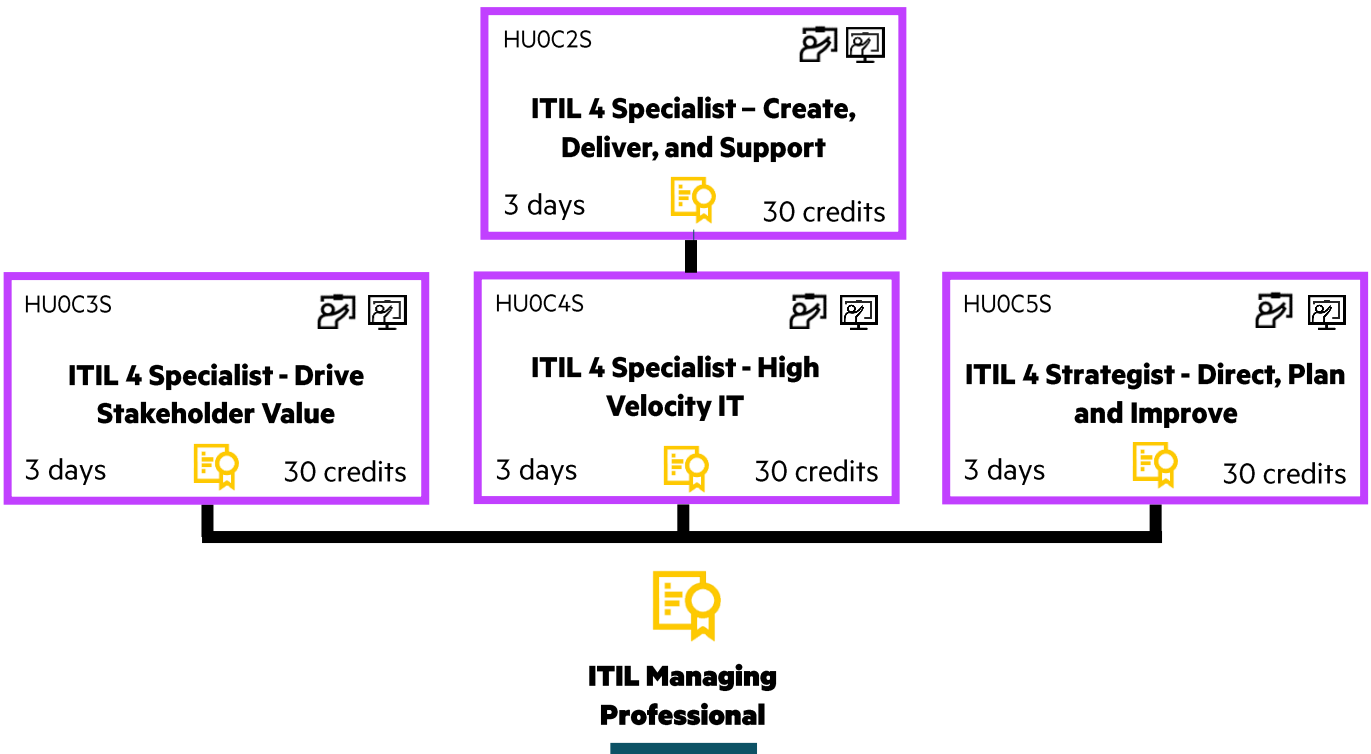 HU0C2S
ITIL 4 Specialist – Create,
Deliver, and Support
3 days
30 credits
HU0C3S
ITIL 4 Specialist - Drive
Stakeholder Value
3 days
30 credits
HU0C4S
ITIL 4 Specialist - High
Velocity IT
3 days
30 credits
HU0C5S
ITIL 4 Strategist - Direct, Plan
and Improve
3 days
30 credits
ITIL Managing
Professional